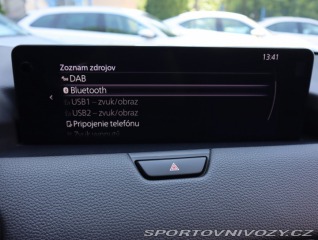 13:41
Zoznam zdrojov
DAB
Bluetooth
USB1 – zvuk/obraz
USB2 – zvuk/obraz
Pripojenie telefónu
SPORTOVNIVOZY.CZ